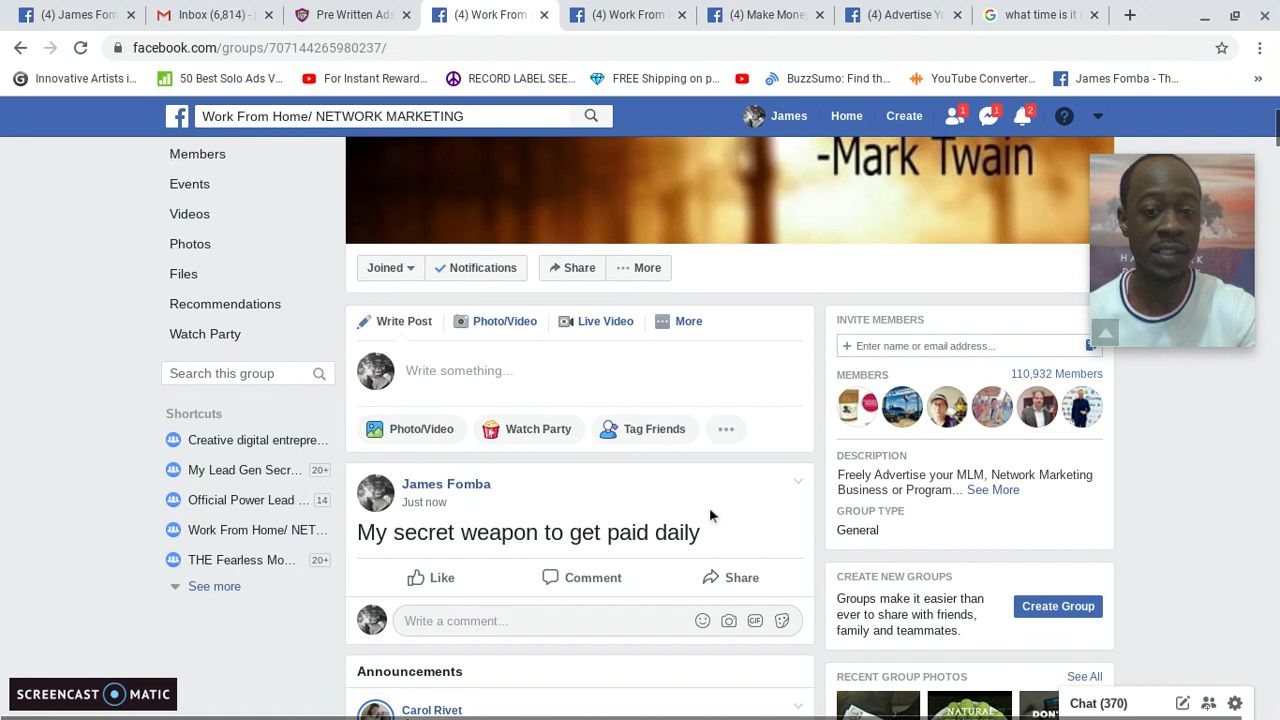 (4) James Fom
Inbox (6,814) - j
Pre Written Ads
(4) Work From
(4) Work From
(4) Make Money
(4) Advertise Yo
what time is it i
facebook.com/groups/707144265980237/
Innovative Artists i...
50 Best Solo Ads V...
For Instant Reward...
RECORD LABEL SEE...
FREE Shipping on p...
BuzzSumo: Find th...
YouTube Converter...
James Fomba - Th...
Work From Home/ NETWORK MARKETING
James
Home
Create
1
1
2
-Mark Twain
Members
Events
Videos
Photos
Files
Recommendations
Watch Party
Search this group
Shortcuts
Creative digital entrepre...
My Lead Gen Secr... 20+
Official Power Lead ... 14
Work From Home/ NET...
THE Fearless Mo... 20+
See more
Joined
Notifications
Share
More
Write Post
Photo/Video
Live Video
More
Write something...
Photo/Video
Watch Party
Tag Friends
James Fomba
Just now
My secret weapon to get paid daily
Like
Comment
Share
Write a comment...
GIF
Announcements
Carol Rivet
INVITE MEMBERS
Enter name or email address...
MEMBERS
110,932 Members
DESCRIPTION
Freely Advertise your MLM, Network Marketing
Business or Program... See More
GROUP TYPE
General
CREATE NEW GROUPS
Groups make it easier than
ever to share with friends,
family and teammates.
Create Group
RECENT GROUP PHOTOS
See All
NATURAL
DON'T
Chat (370)
SCREENCAST MATIC